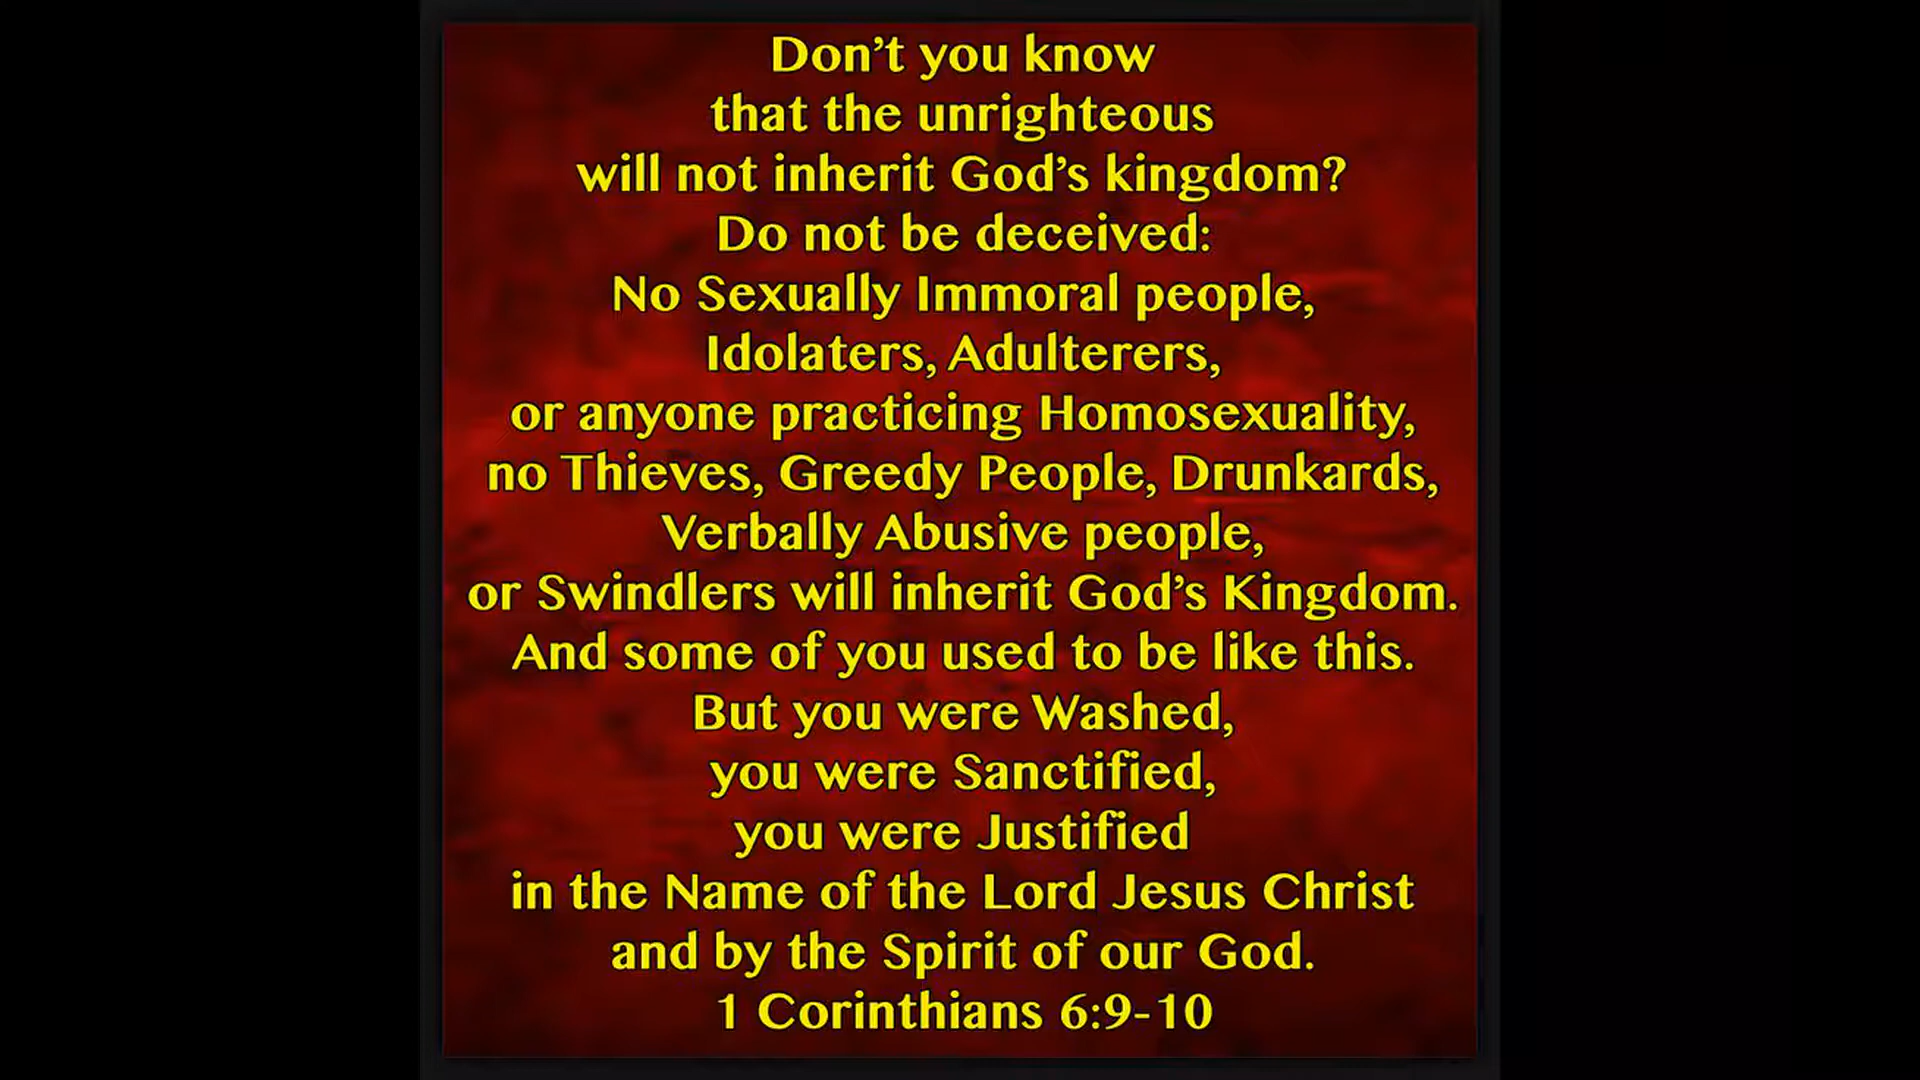 Don’t you know
that the unrighteous
will not inherit God’s kingdom?
Do not be deceived:
No Sexually Immoral people,
Idolaters, Adulterers,
or anyone practicing Homosexuality,
no Thieves, Greedy People, Drunkards,
Verbally Abusive people,
or Swindlers will inherit God’s Kingdom.
And some of you used to be like this.
But you were Washed,
you were Sanctified,
you were Justified
in the Name of the Lord Jesus Christ
and by the Spirit of our God.
1 Corinthians 6:9-10